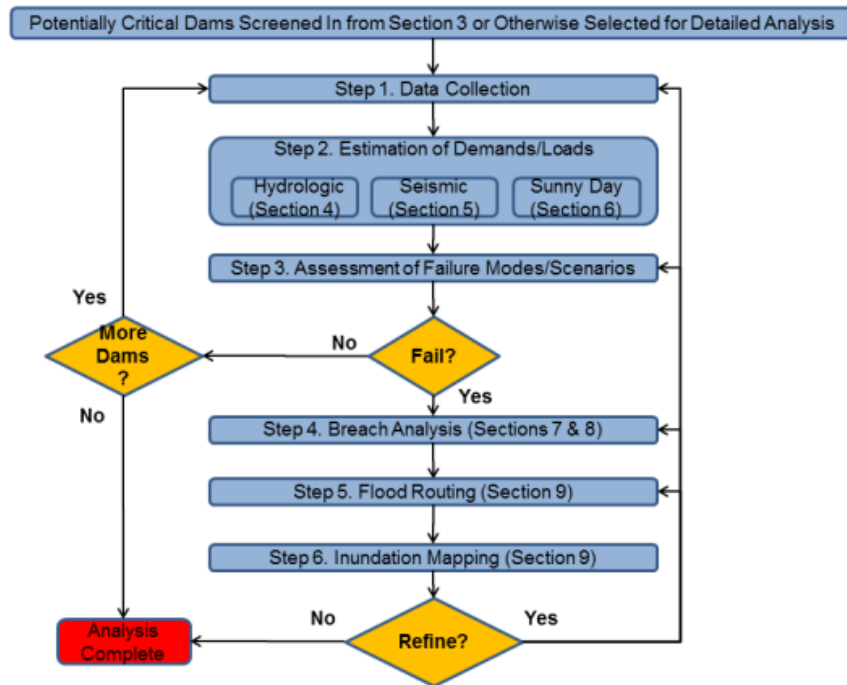 Potentially Critical Dams Screened In from Section 3 or Otherwise Selected for Detailed Analysis
Step 1. Data Collection
Step 2. Estimation of Demands/Loads
Hydrologic
(Section 4)
Seismic
(Section 5)
Sunny Day
(Section 6)
Step 3. Assessment of Failure Modes/Scenarios
Yes
More
Dams
?
No
Fail?
No
Yes
Step 4. Breach Analysis (Sections 7 & 8)
Step 5. Flood Routing (Section 9)
Step 6. Inundation Mapping (Section 9)
Analysis
Complete
No
Refine?
Yes